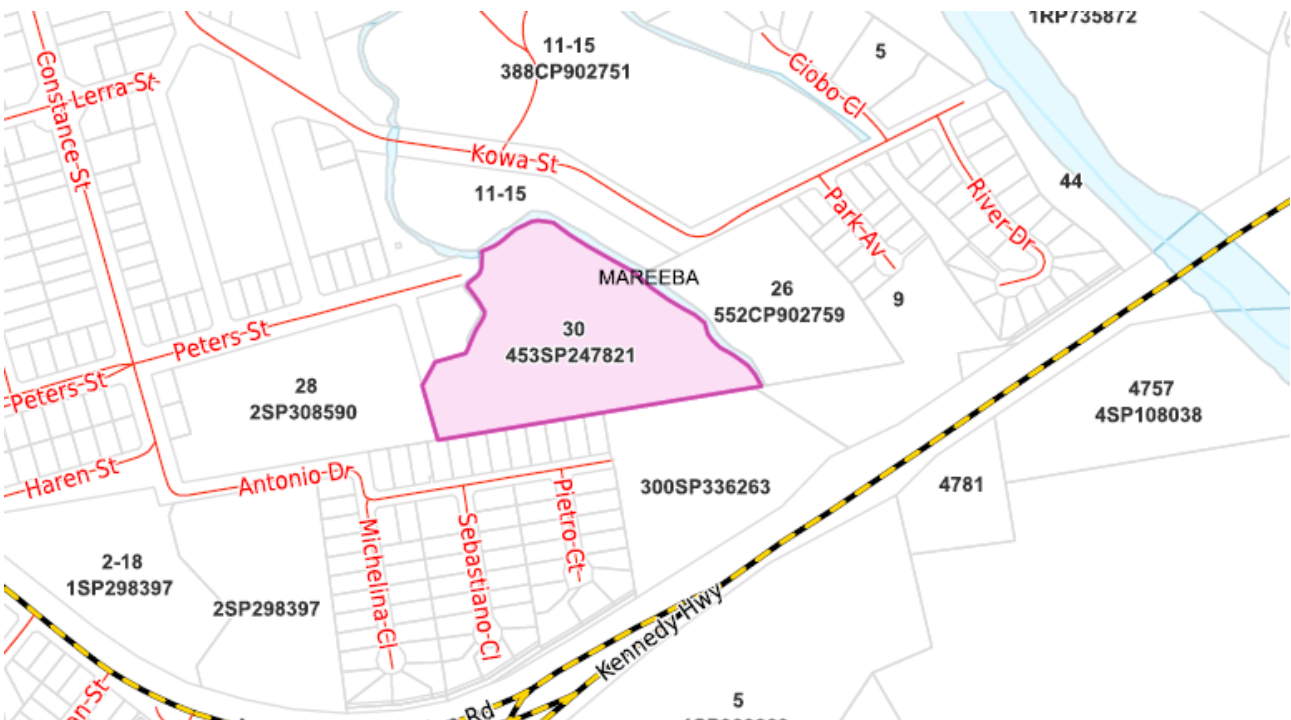 1RP735872
11-15
388CP902751
5
Ciobo Cl
Constance St
Lerra St
Kowa St
11-15
Park Av
River Dr
44
MAREEBA
26
552CP902759
9
30
453SP247821
Peters St
Peters St
28
2SP308590
4757
4SP108038
Haren St
Antonio Dr
300SP336263
4781
Michelina Cl
Sebastiano Cl
Pietro Ct
2-18
1SP298397
2SP298397
Kennedy Hwy
Rd
5